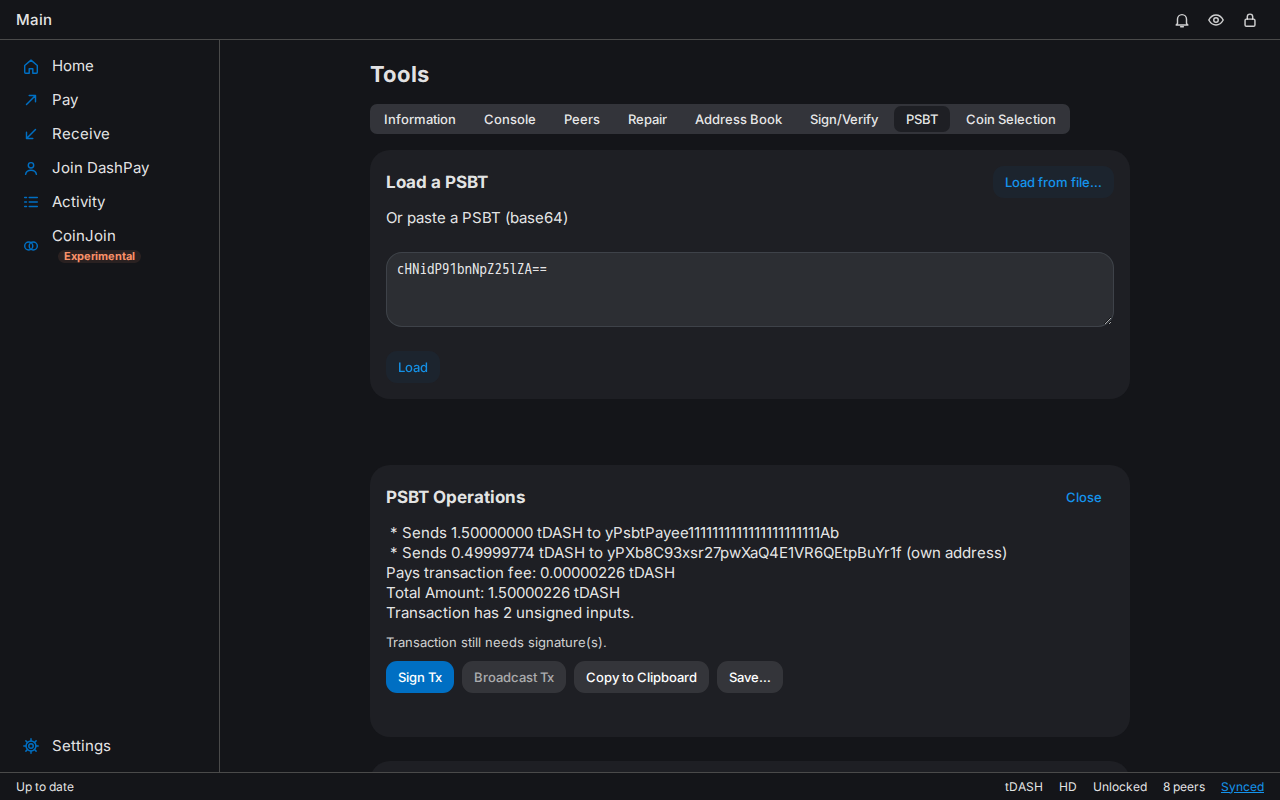 Main
Home
Pay
Receive
Join DashPay
Activity
CoinJoin
Experimental
Settings
Tools
Information Console Peers Repair Address Book Sign/Verify PSBT Coin Selection
Load a PSBT
Load from file...
Or paste a PSBT (base64)
cHNidP91bnNpZ25lZA==
Load
PSBT Operations
Close
* Sends 1.50000000 tDASH to yPsbtPayee1111111111111111111111Ab
* Sends 0.49999774 tDASH to yPXb8C93xsr27pwXaQ4E1VR6QEtpBuYr1f (own address)
Pays transaction fee: 0.00000226 tDASH
Total Amount: 1.50000226 tDASH
Transaction has 2 unsigned inputs.
Transaction still needs signature(s).
Sign Tx Broadcast Tx Copy to Clipboard Save...
Up to date
tDASH HD Unlocked 8 peers Synced